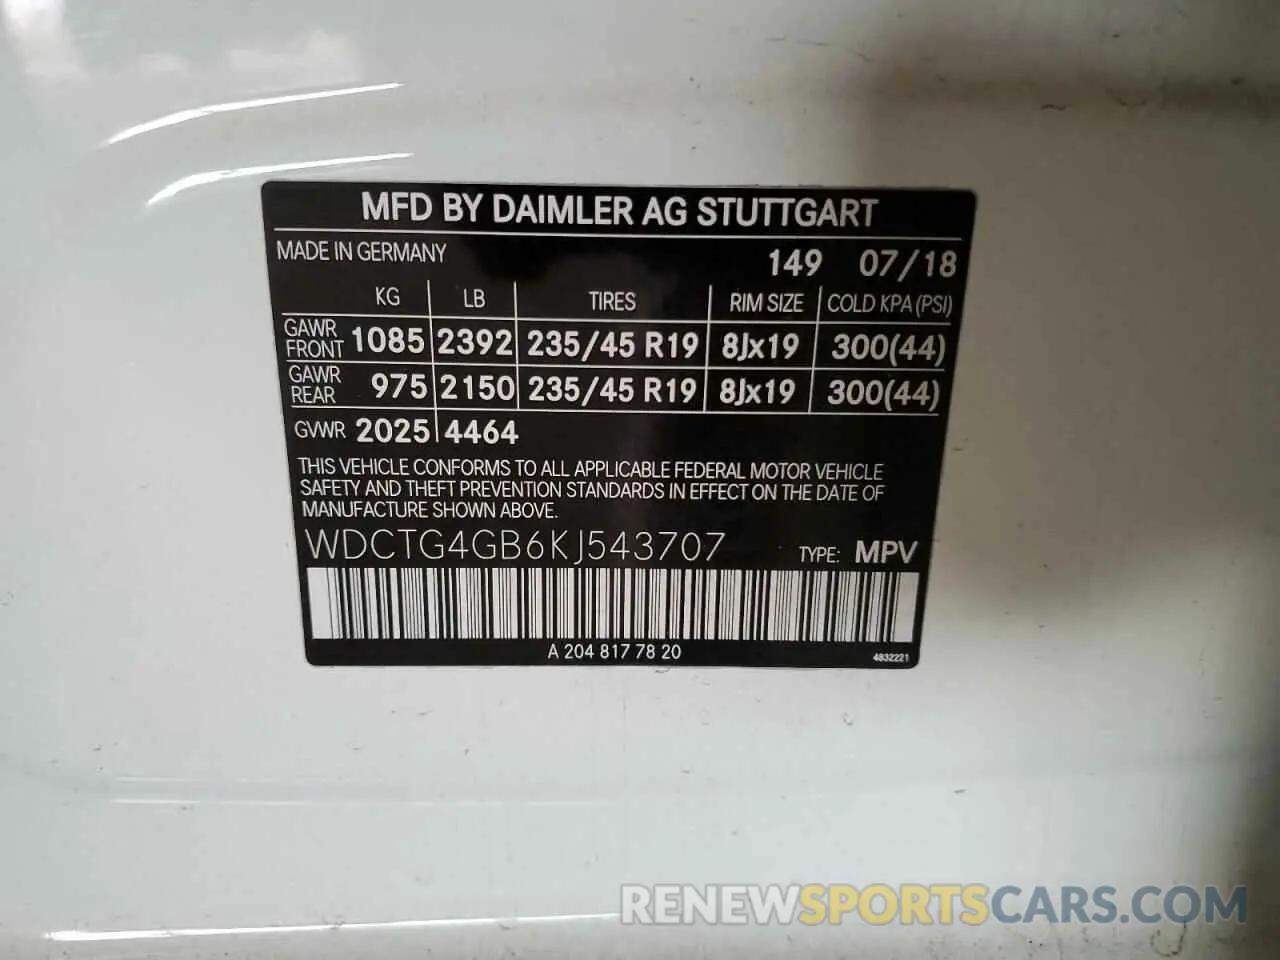 MFD BY DAIMLER AG STUTTGART
MADE IN GERMANY 149 07/18
KG LB TIRES RIM SIZE COLD KPA (PSI)
GAWR FRONT 1085 2392 235/45 R19 8Jx19 300(44)
GAWR REAR 975 2150 235/45 R19 8Jx19 300(44)
GVWR 2025 4464
THIS VEHICLE CONFORMS TO ALL APPLICABLE FEDERAL MOTOR VEHICLE
SAFETY AND THEFT PREVENTION STANDARDS IN EFFECT ON THE DATE OF
MANUFACTURE SHOWN ABOVE.
WDCTG4GB6KJ543707 TYPE: MPV
A 204 817 78 20 4832221
RENEWSPORTSCARS.COM